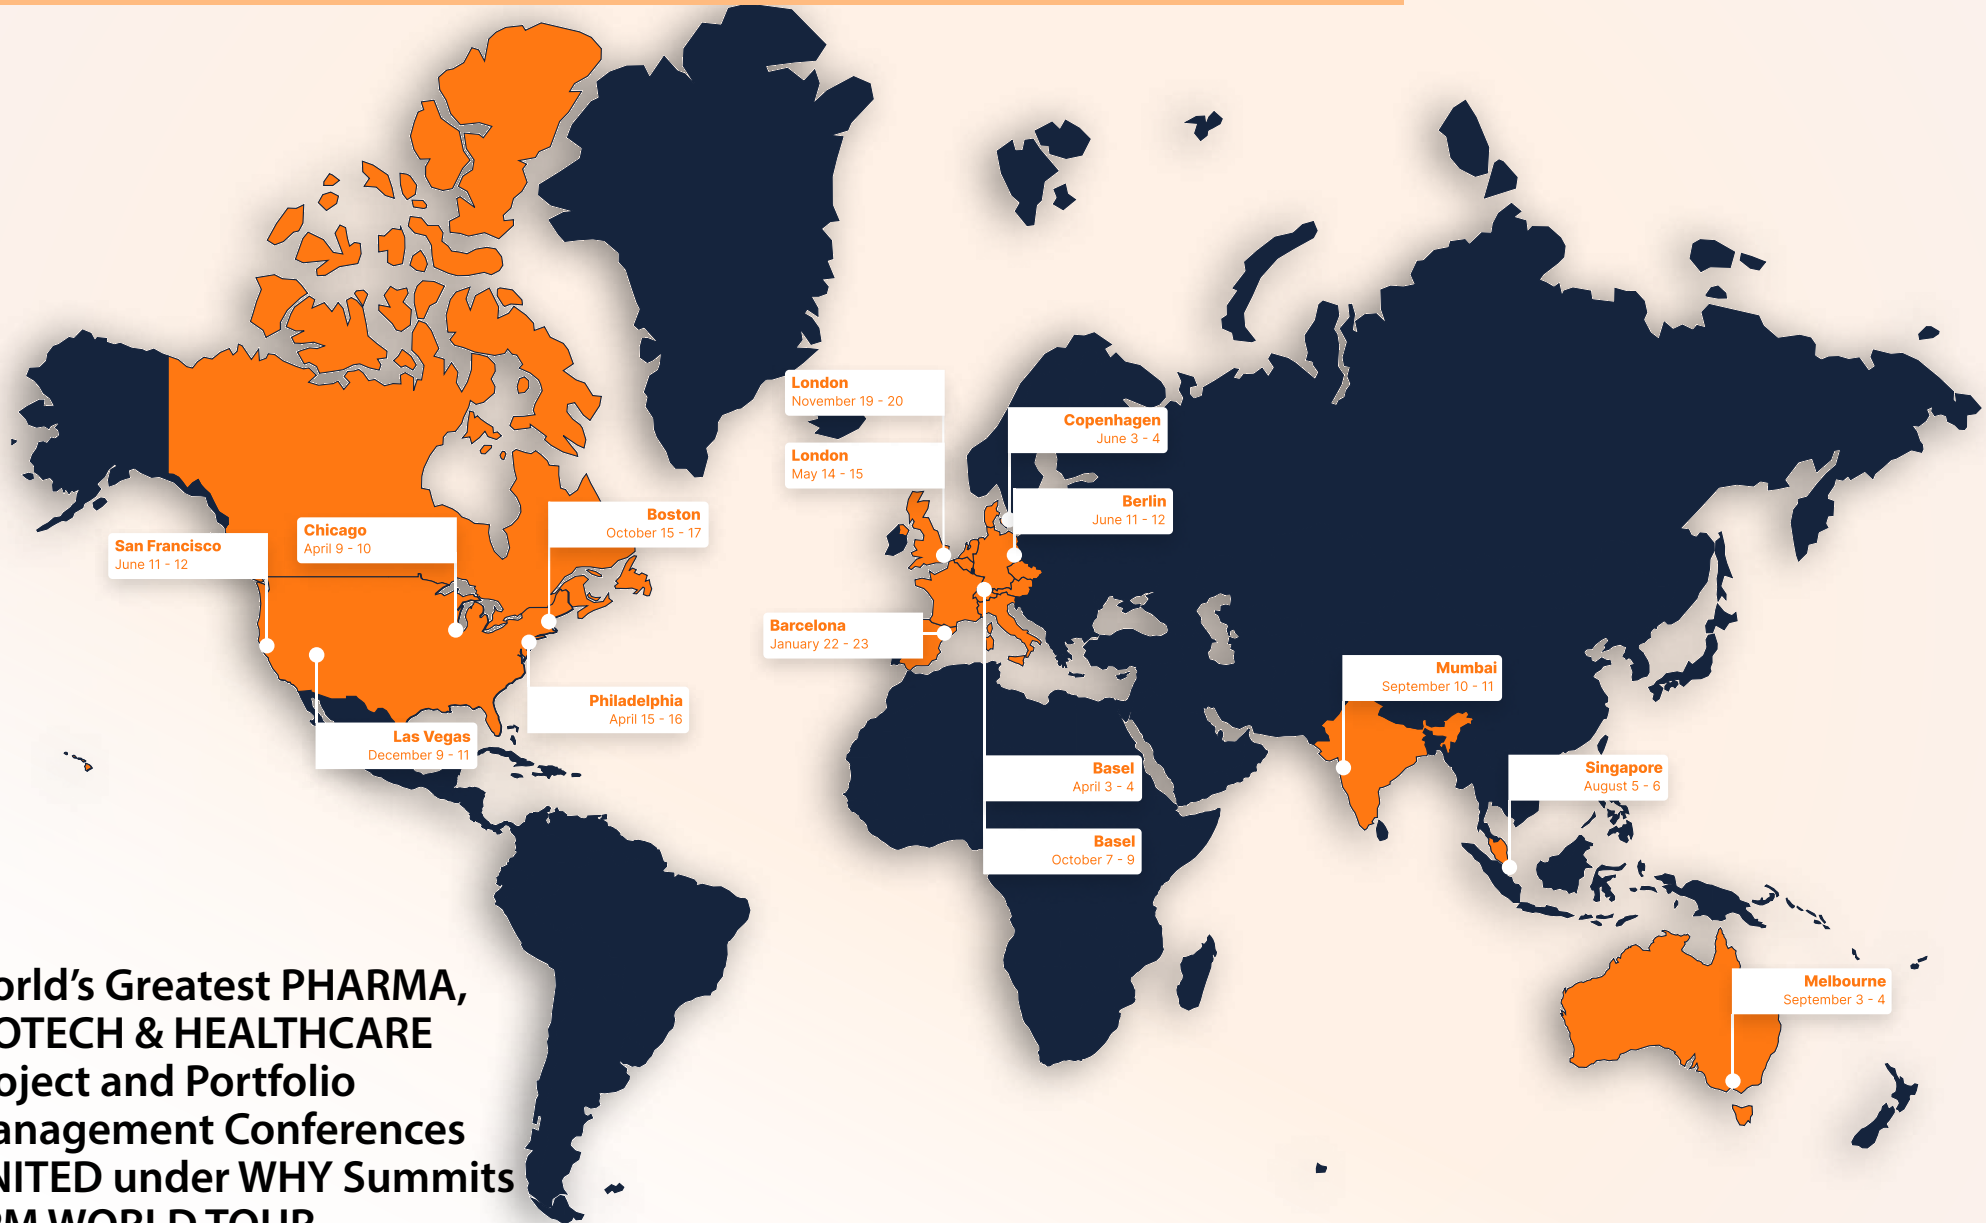 London
November 19 - 20
London
May 14 - 15
Copenhagen
June 3 - 4
Berlin
June 11 - 12
Boston
October 15 - 17
Chicago
April 9 - 10
San Francisco
June 11 - 12
Barcelona
January 22 - 23
Philadelphia
April 15 - 16
Las Vegas
December 9 - 11
Mumbai
September 10 - 11
Basel
April 3 - 4
Singapore
August 5 - 6
Basel
October 7 - 9
Melbourne
September 3 - 4
orld's Greatest PHARMA,
OTECH & HEALTHCARE
oject and Portfolio
anagement Conferences
NITED under WHY Summits
WORLD TOUR